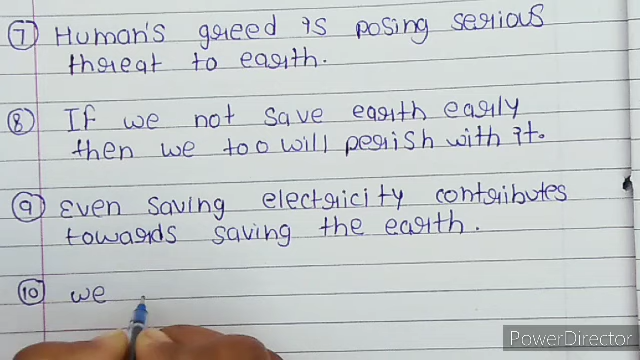 7 Human's greed is posing serious
threat to earth.
8 If we not save earth early
then we too will perish with it.
9 Even saving electricity contributes
towards saving the earth.
10 we
PowerDirector